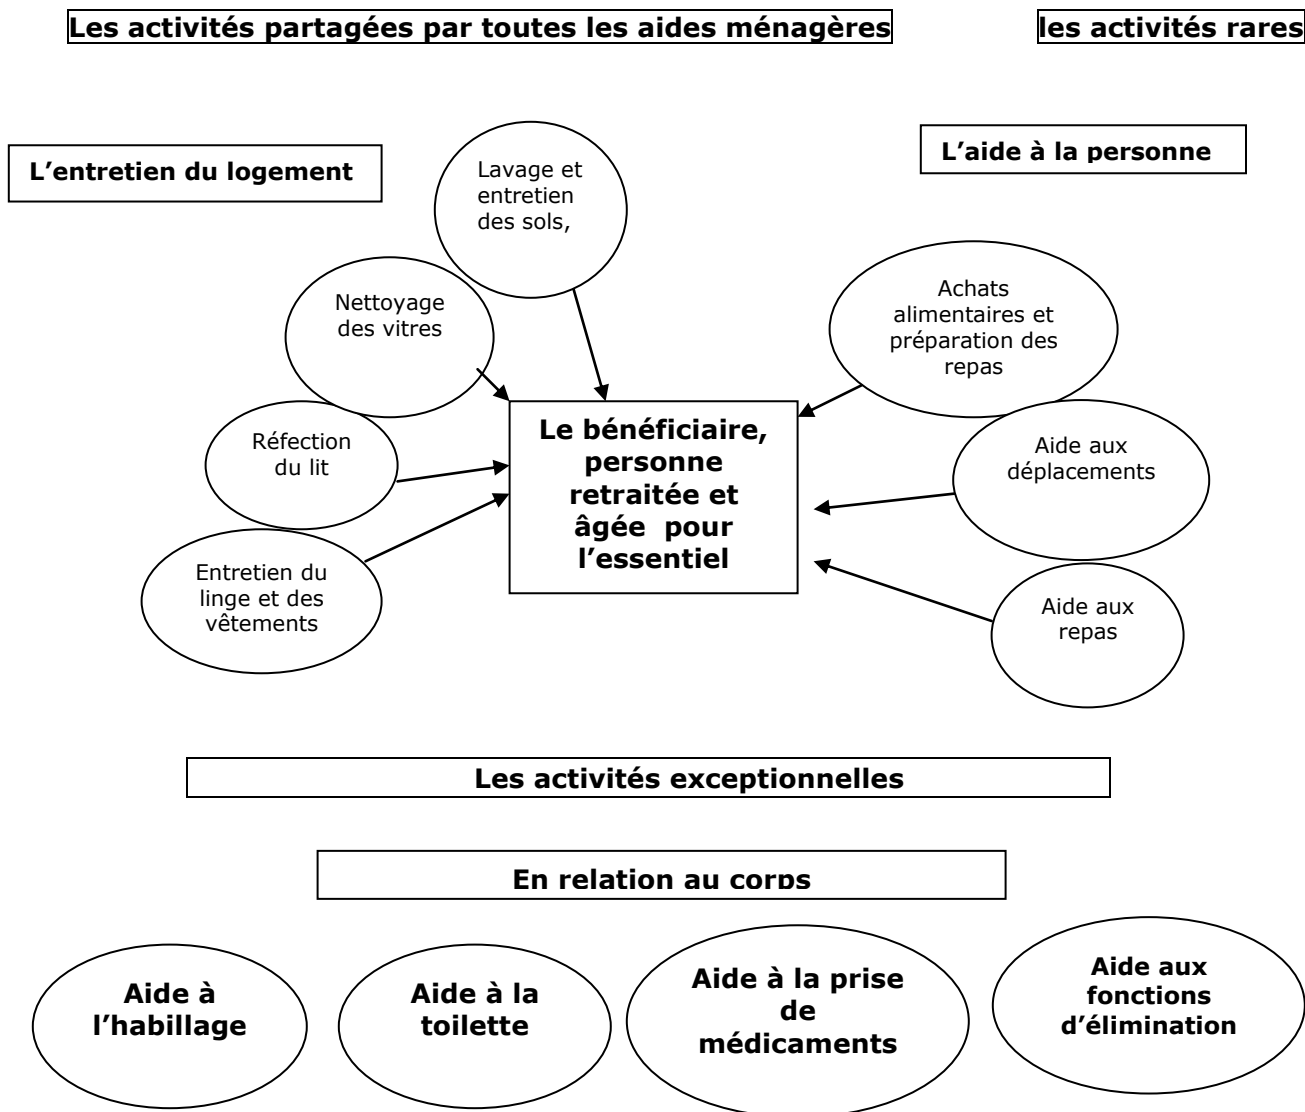 Les activités partagées par toutes les aides ménagères
les activités rares
L’entretien du logement
Lavage et
entretien
des sols,
L’aide à la personne
Nettoyage
des vitres
Achats
alimentaires et
préparation des
repas
Réfection
du lit
Le bénéficiaire,
personne
retraitée et
âgée pour
l’essentiel
Aide aux
déplacements
Entretien du
linge et des
vêtements
Aide aux
repas
Les activités exceptionnelles
En relation au corps
Aide à
l’habillage
Aide à la
toilette
Aide à la prise
de
médicaments
Aide aux
fonctions
d’élimination